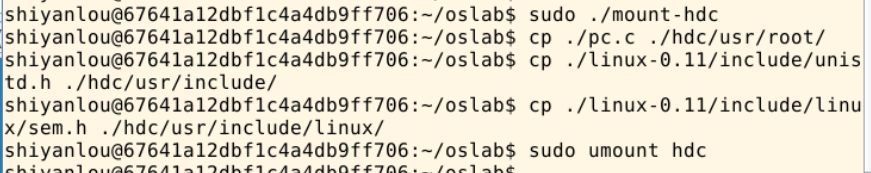 shiyanlou@67641a12dbf1c4a4db9ff706:~/oslab$ sudo ./mount-hdc
shiyanlou@67641a12dbf1c4a4db9ff706:~/oslab$ cp ./pc.c ./hdc/usr/root/
shiyanlou@67641a12dbf1c4a4db9ff706:~/oslab$ cp ./linux-0.11/include/unis
td.h ./hdc/usr/include/
shiyanlou@67641a12dbf1c4a4db9ff706:~/oslab$ cp ./linux-0.11/include/linu
x/sem.h ./hdc/usr/include/linux/
shiyanlou@67641a12dbf1c4a4db9ff706:~/oslab$ sudo umount hdc
shiyanlou@67641a12dbf1c4a4db9ff706:~/oslab$